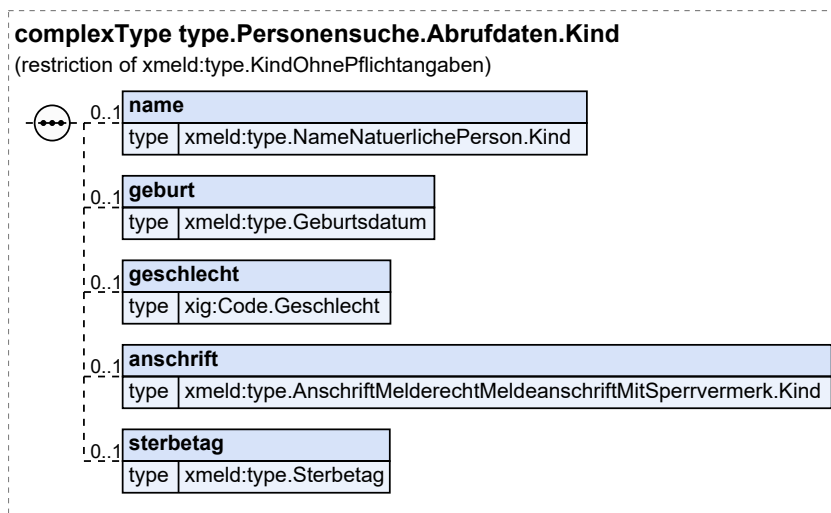 complexType type.Personensuche.Abrufdaten.Kind
(restriction of xmeld:type.KindOhnePflichtangaben)
0..1 name
type xmeld:type.NameNatuerlichePerson.Kind
0..1 geburt
type xmeld:type.Geburtsdatum
0..1 geschlecht
type xig:Code.Geschlecht
0..1 anschrift
type xmeld:type.AnschriftMelderechtMeldeanschriftMitSperrvermerk.Kind
0..1 sterbetag
type xmeld:type.Sterbetag